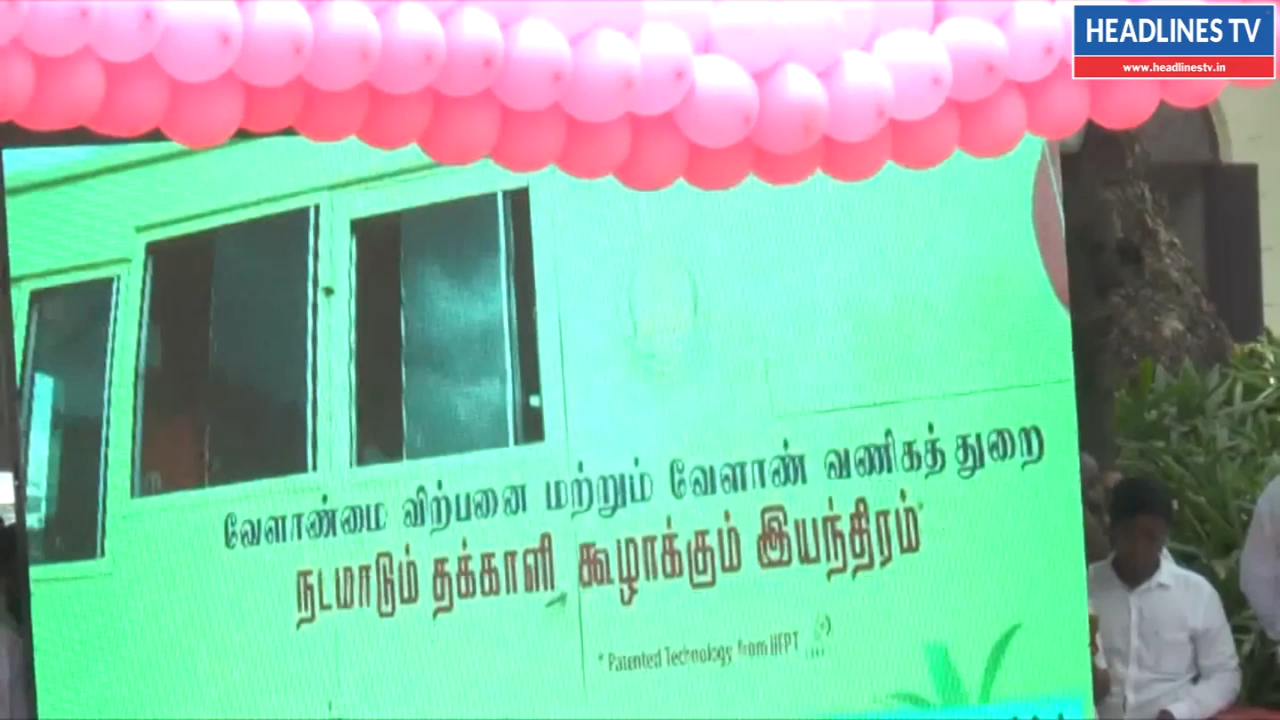 HEADLINES TV
www.headlinestv.in
வேளாண்மை விற்பனை மற்றும் வேளாண் வணிகத் துறை
நடமாடும் தக்காளி கூழாக்கும் இயந்திரம்
* Patented Technology from IIFPT